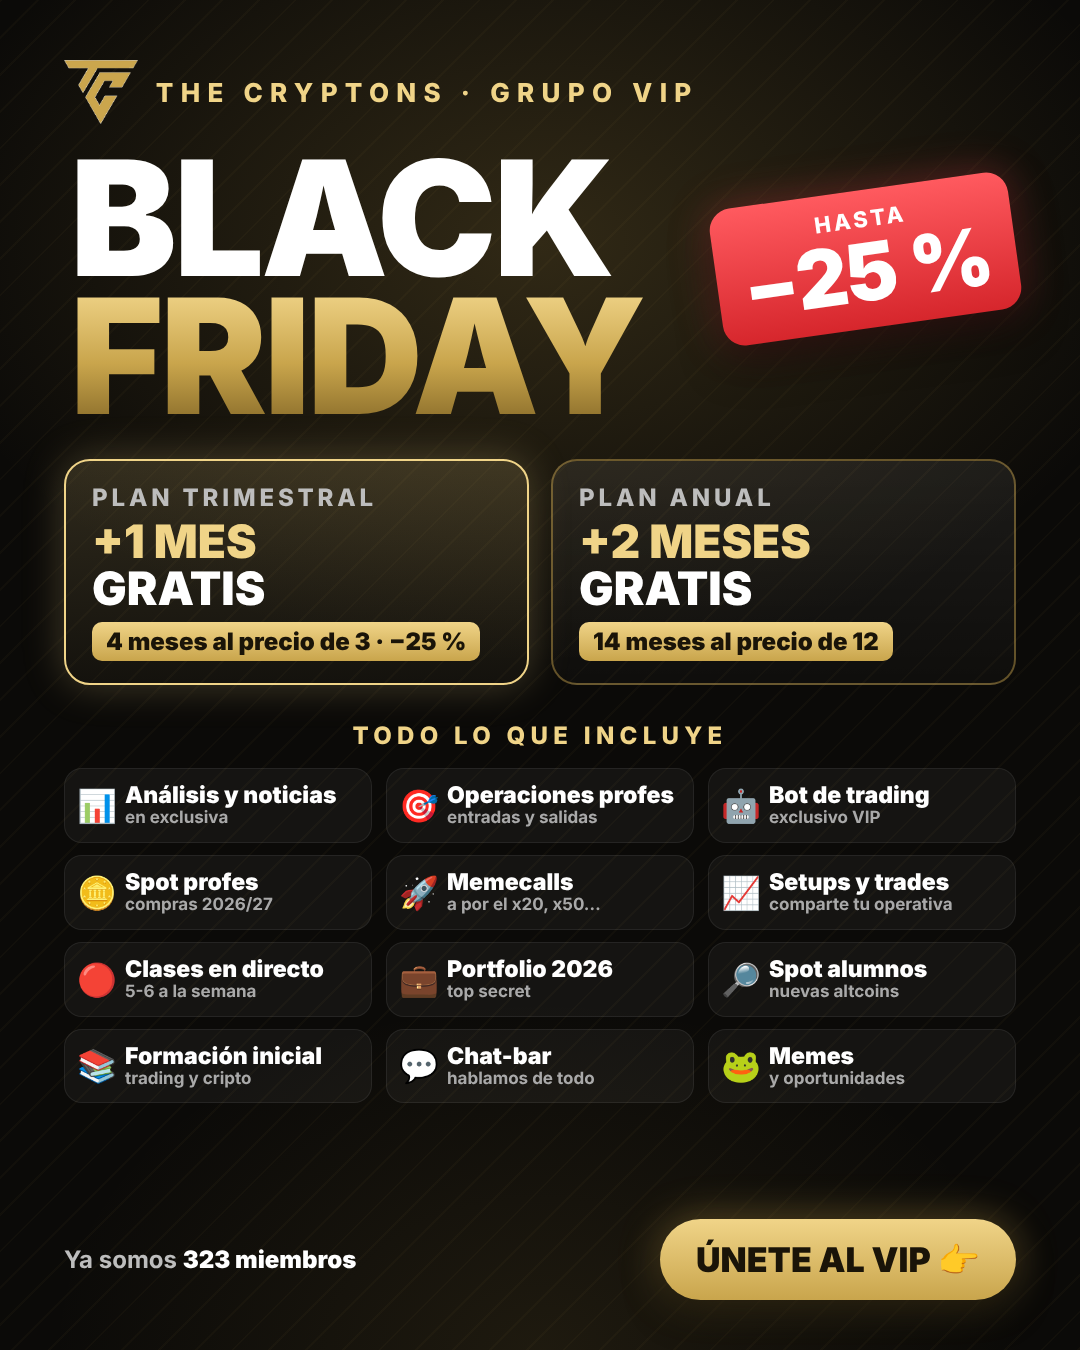 THE CRYPTONS · GRUPO VIP
BLACK
FRIDAY
HASTA
–25 %
PLAN TRIMESTRAL
+1 MES
GRATIS
4 meses al precio de 3 · –25 %
PLAN ANUAL
+2 MESES
GRATIS
14 meses al precio de 12
TODO LO QUE INCLUYE
Análisis y noticias
en exclusiva
Operaciones profes
entradas y salidas
Bot de trading
exclusivo VIP
Spot profes
compras 2026/27
Memecalls
a por el x20, x50...
Setups y trades
comparte tu operativa
Clases en directo
5-6 a la semana
Portfolio 2026
top secret
Spot alumnos
nuevas altcoins
Formación inicial
trading y cripto
Chat-bar
hablamos de todo
Memes
y oportunidades
Ya somos 323 miembros
ÚNETE AL VIP 👉